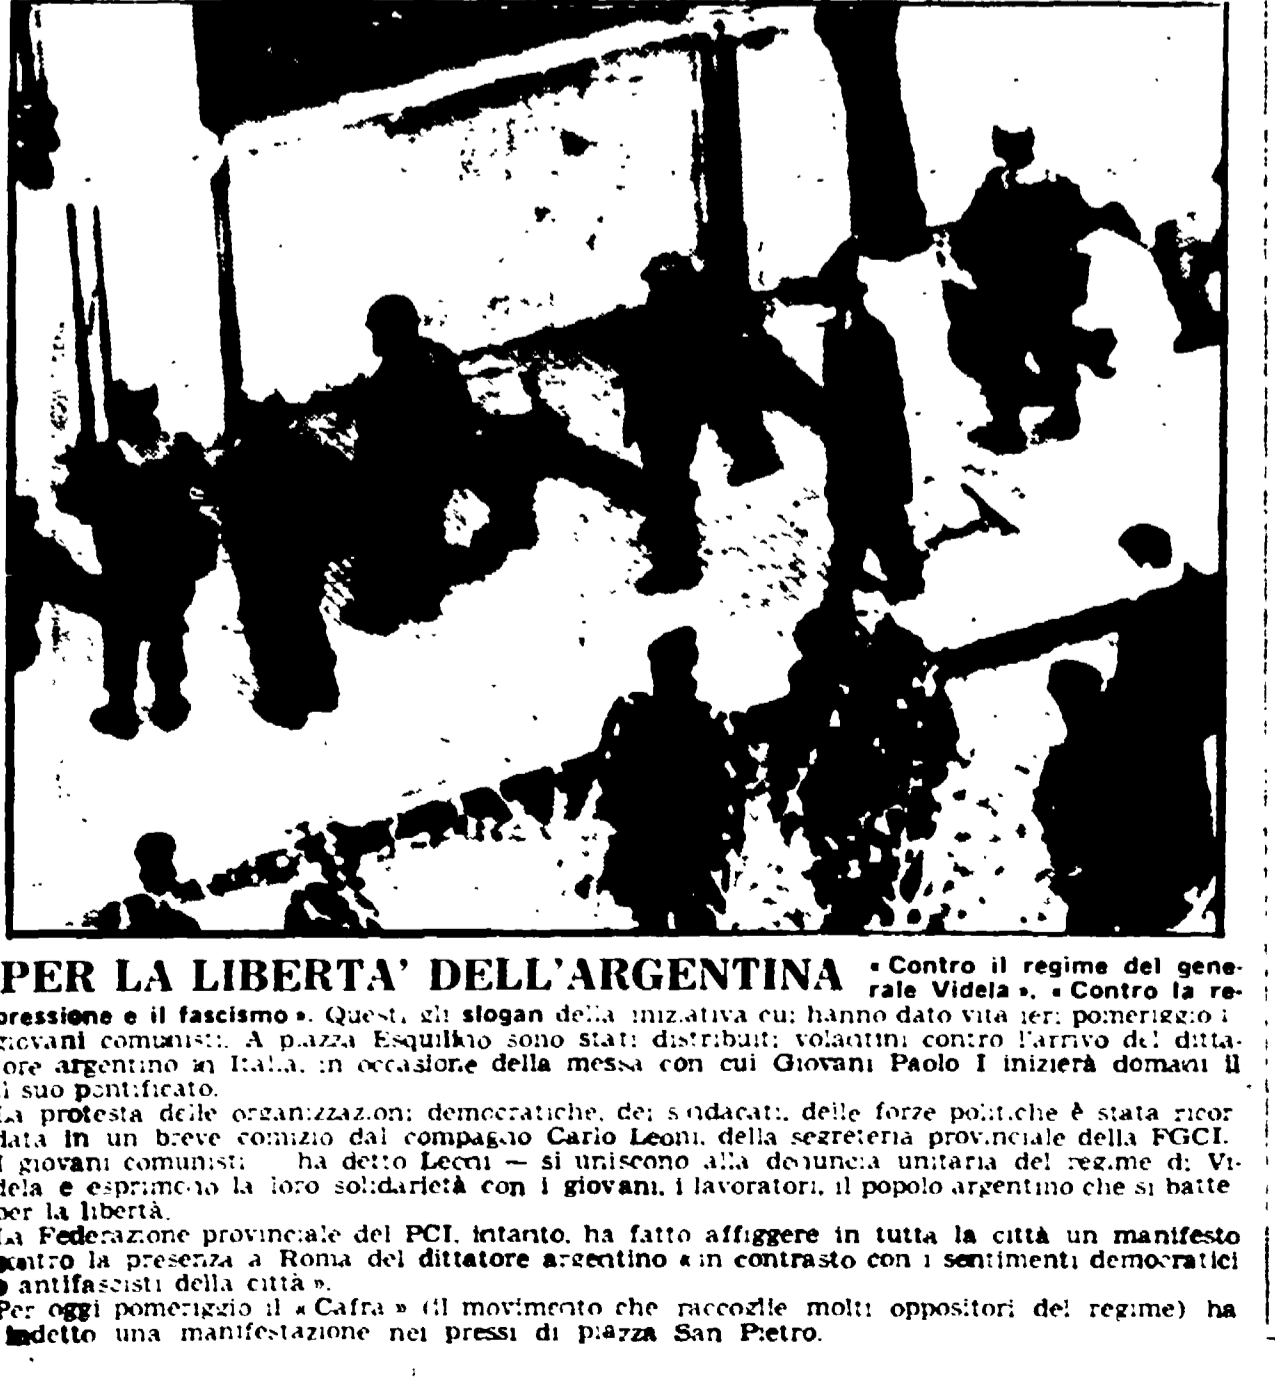 PER LA LIBERTA' DELL'ARGENTINA « Contro il regime del gene-
rale Videla ». « Contro la re-
pressione e il fascismo ». Questi gli slogan della iniziativa cui hanno dato vita ieri pomeriggio i
giovani comunisti. A piazza Esquilino sono stati distribuiti volantini contro l'arrivo del ditta-
tore argentino in Italia, in occasione della messa con cui Giovani Paolo I inizierà domani il
il suo pontificato.
La protesta delle organizzazioni democratiche, dei sindacati, delle forze politiche è stata ricor
data in un breve comizio dal compagno Carlo Leoni, della segreteria provinciale della FGCI.
I giovani comunisti ha detto Leoni — si uniscono alla denuncia unitaria del regime di Vi-
dela e esprimono la loro solidarietà con i giovani, i lavoratori, il popolo argentino che si batte
per la libertà.
La Federazione provinciale del PCI, intanto, ha fatto affiggere in tutta la città un manifesto
contro la presenza a Roma del dittatore argentino « in contrasto con i sentimenti democratici
e antifascisti della città ».
Per oggi pomeriggio il « Cafra » (il movimento che raccoglie molti oppositori del regime) ha
indetto una manifestazione nei pressi di piazza San Pietro.